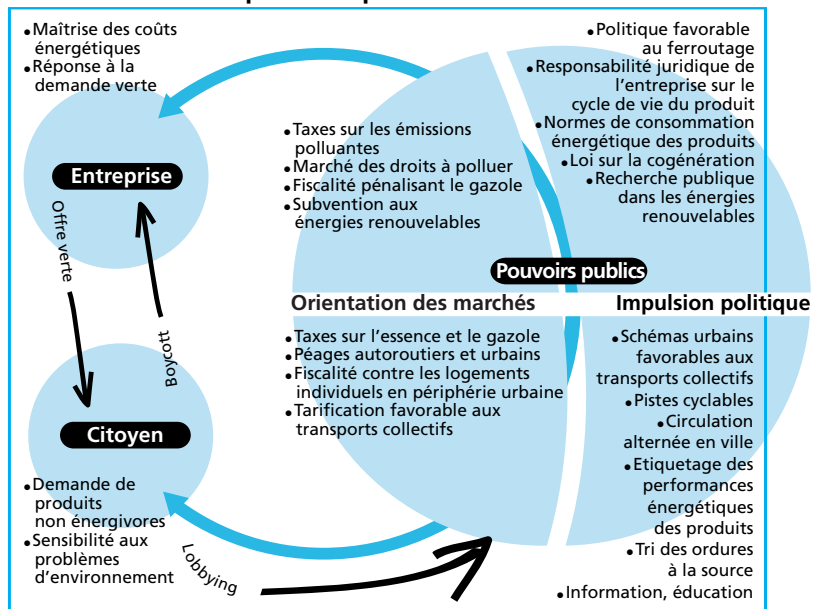 •Maîtrise des coûts
énergétiques
•Réponse à la
demande verte
Entreprise
Offre verte
Boycott
Citoyen
•Demande de
produits
non énergivores
•Sensibilité aux
problèmes
d'environnement
Lobbying
•Taxes sur les émissions
polluantes
•Marché des droits à polluer
•Fiscalité pénalisant le gazole
•Subvention aux
énergies renouvelables
•Politique favorable
au ferroutage
•Responsabilité juridique de
l'entreprise sur le
cycle de vie du produit
•Normes de consommation
énergétique des produits
•Loi sur la cogénération
•Recherche publique
dans les énergies
renouvelables
Pouvoirs publics
Orientation des marchés
Impulsion politique
•Taxes sur l'essence et le gazole
•Péages autoroutiers et urbains
•Fiscalité contre les logements
individuels en périphérie urbaine
•Tarification favorable aux
transports collectifs
•Schémas urbains
favorables aux
transports collectifs
•Pistes cyclables
•Circulation
alternée en ville
•Etiquetage des
performances
énergétiques
des produits
•Tri des ordures
à la source
•Information, éducation